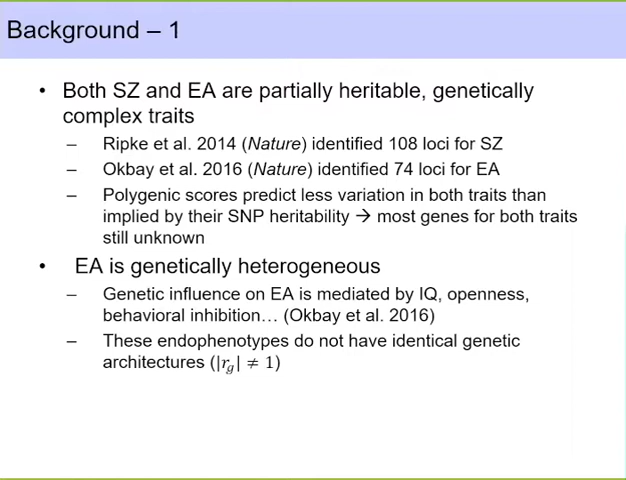 Background – 1
• Both SZ and EA are partially heritable, genetically
complex traits
– Ripke et al. 2014 (Nature) identified 108 loci for SZ
– Okbay et al. 2016 (Nature) identified 74 loci for EA
– Polygenic scores predict less variation in both traits than
implied by their SNP heritability → most genes for both traits
still unknown
• EA is genetically heterogeneous
– Genetic influence on EA is mediated by IQ, openness,
behavioral inhibition… (Okbay et al. 2016)
– These endophenotypes do not have identical genetic
architectures (|r_g| ≠ 1)